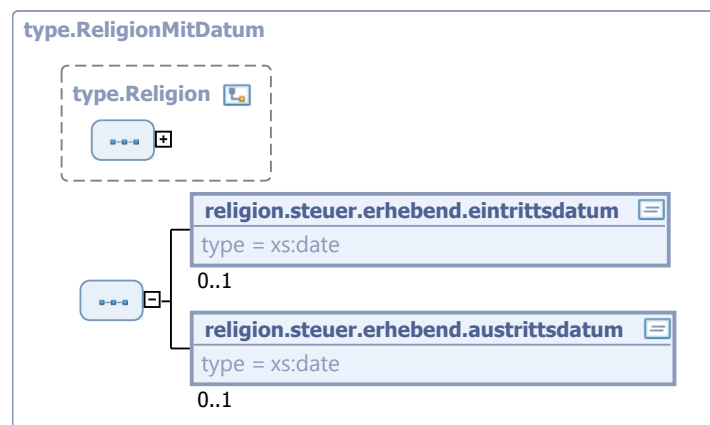 type.ReligionMitDatum
type.Religion
religion.steuer.erhebend.eintrittsdatum
type = xs:date
0..1
religion.steuer.erhebend.austrittsdatum
type = xs:date
0..1